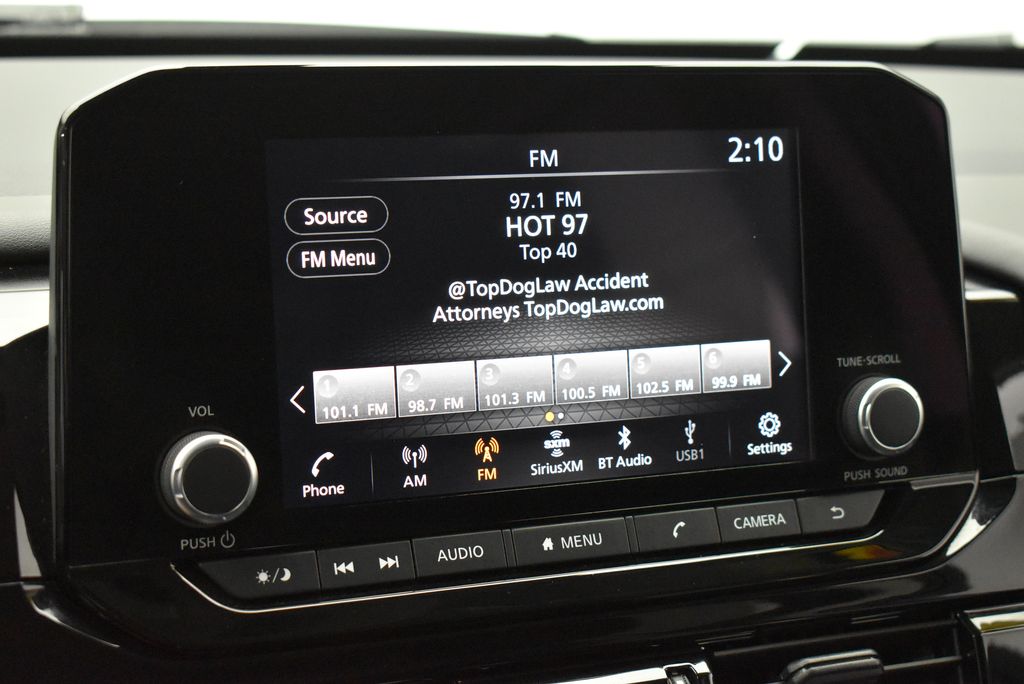 FM
2:10
97.1 FM
HOT 97
Top 40
Source
FM Menu
@TopDogLaw Accident
Attorneys TopDogLaw.com
1
101.1 FM
2
98.7 FM
3
101.3 FM
4
100.5 FM
5
102.5 FM
6
99.9 FM
Phone
AM
FM
sxm
SiriusXM
BT Audio
USB1
Settings
VOL
PUSH
TUNE·SCROLL
PUSH SOUND
AUDIO
MENU
CAMERA